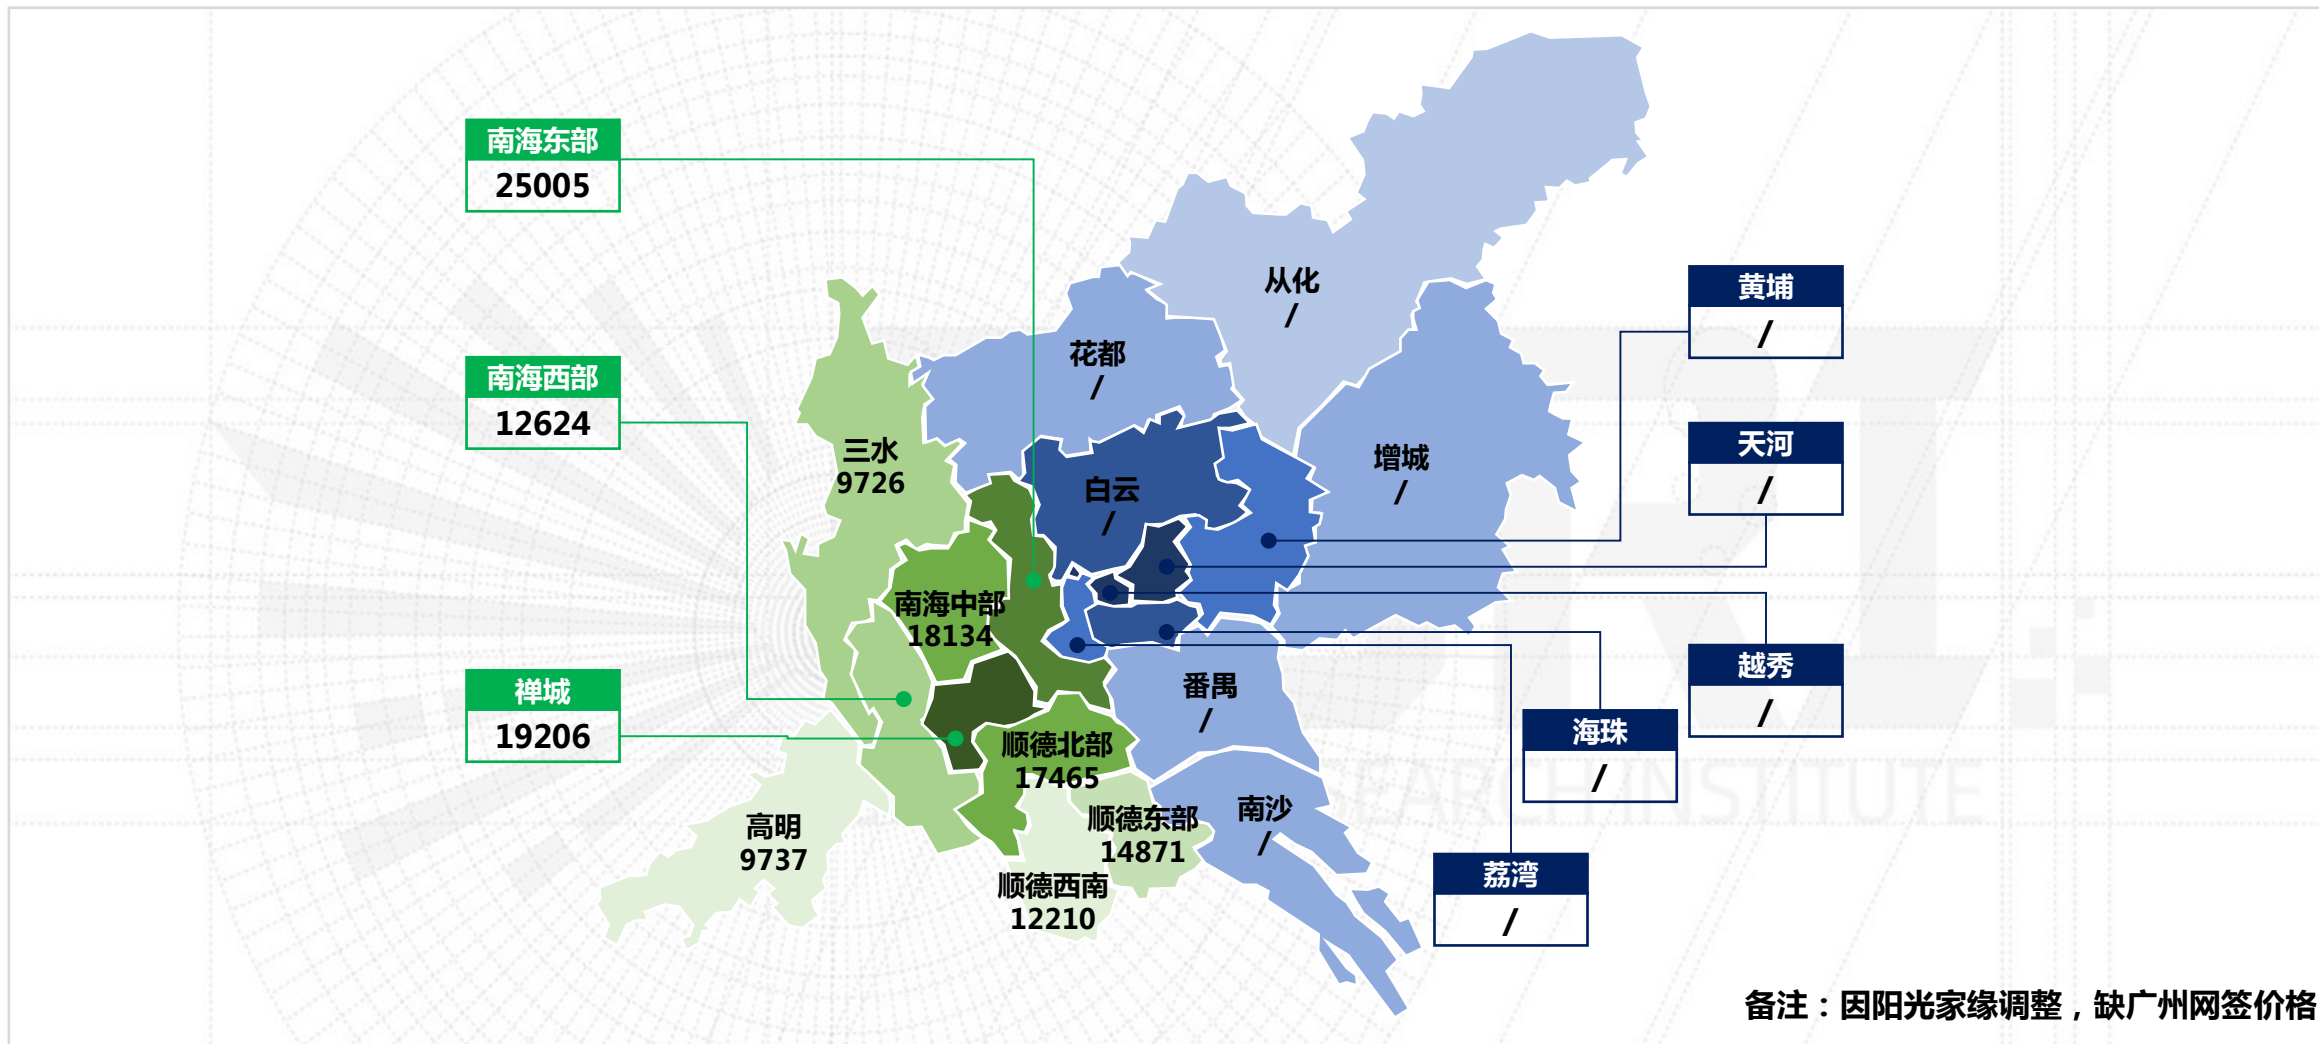 南海东部
25005
南海西部
12624
禅城
19206
从化
/
花都
/
三水
9726
白云
/
增城
/
南海中部
18134
番禺
/
顺德北部
17465
顺德东部
14871
南沙
/
高明
9737
顺德西南
12210
黄埔
/
天河
/
越秀
/
海珠
/
荔湾
/
SEARCH INSTITUTE
备注：因阳光家缘调整，缺广州网签价格